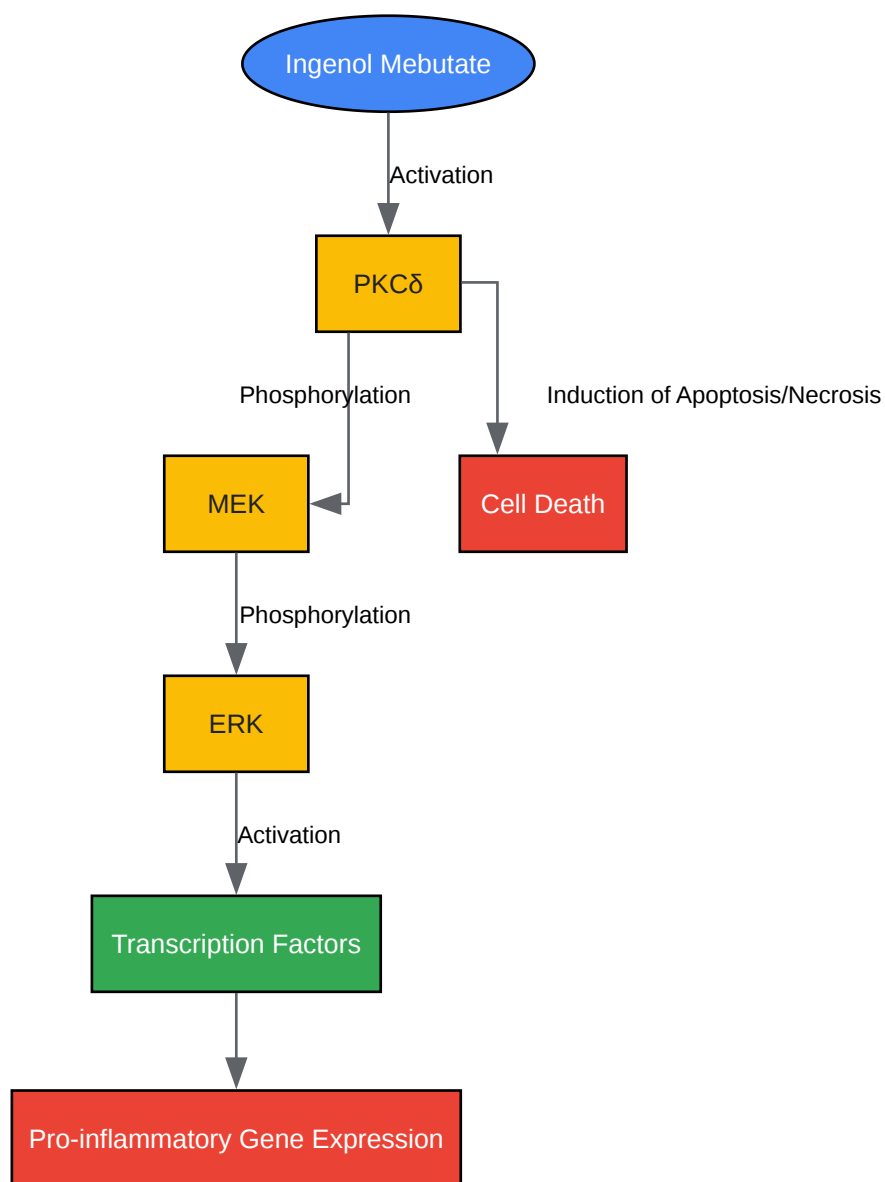 Ingenol Mebutate
Activation
PKCδ
Phosphorylation
Induction of Apoptosis/Necrosis
MEK
Cell Death
Phosphorylation
ERK
Activation
Transcription Factors
Pro-inflammatory Gene Expression